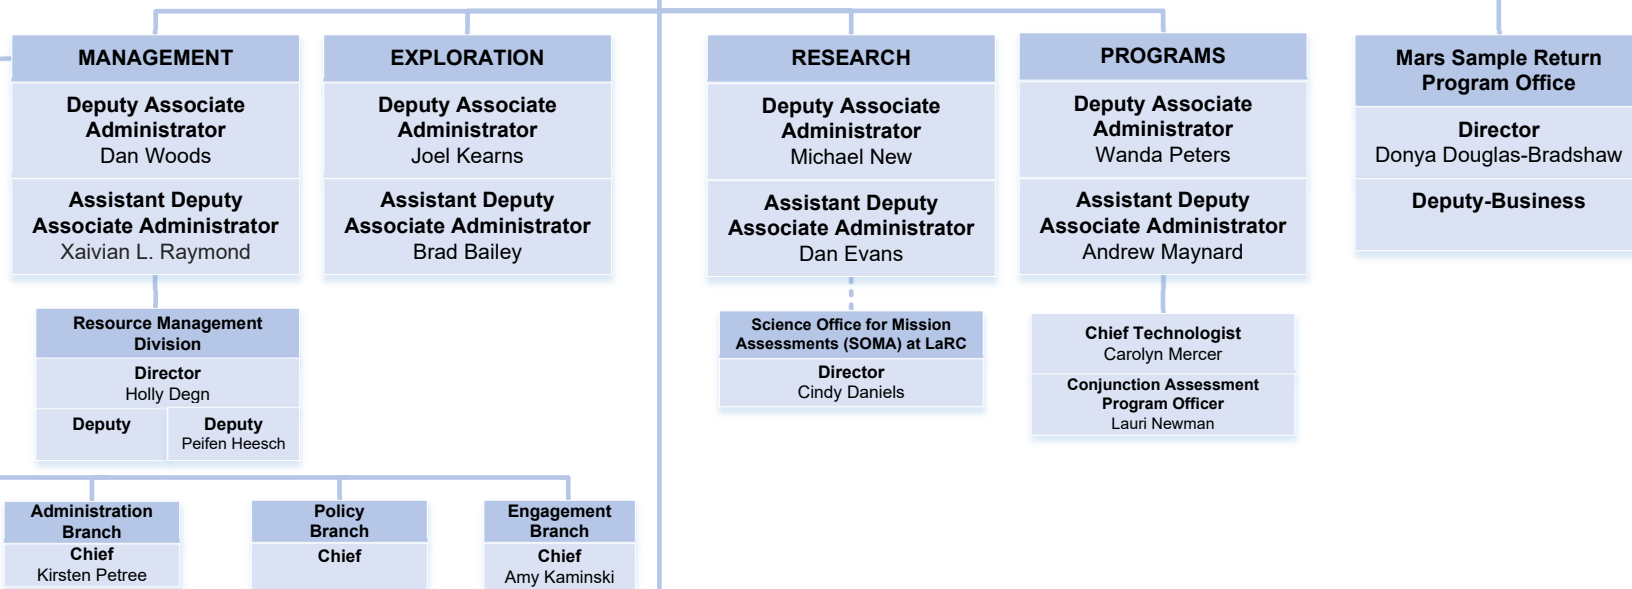 MANAGEMENT
Deputy Associate
Administrator
Dan Woods
Assistant Deputy
Associate Administrator
Xaivian L. Raymond
EXPLORATION
Deputy Associate
Administrator
Joel Kearns
Assistant Deputy
Associate Administrator
Brad Bailey
RESEARCH
Deputy Associate
Administrator
Michael New
Assistant Deputy
Associate Administrator
Dan Evans
PROGRAMS
Deputy Associate
Administrator
Wanda Peters
Assistant Deputy
Associate Administrator
Andrew Maynard
Mars Sample Return
Program Office
Director
Donya Douglas-Bradshaw
Deputy-Business
Resource Management
Division
Director
Holly Degn
Deputy
Deputy
Peifen Heesch
Science Office for Mission
Assessments (SOMA) at LaRC
Director
Cindy Daniels
Chief Technologist
Carolyn Mercer
Conjunction Assessment
Program Officer
Lauri Newman
Administration
Branch
Chief
Kirsten Petree
Policy
Branch
Chief
Engagement
Branch
Chief
Amy Kaminski